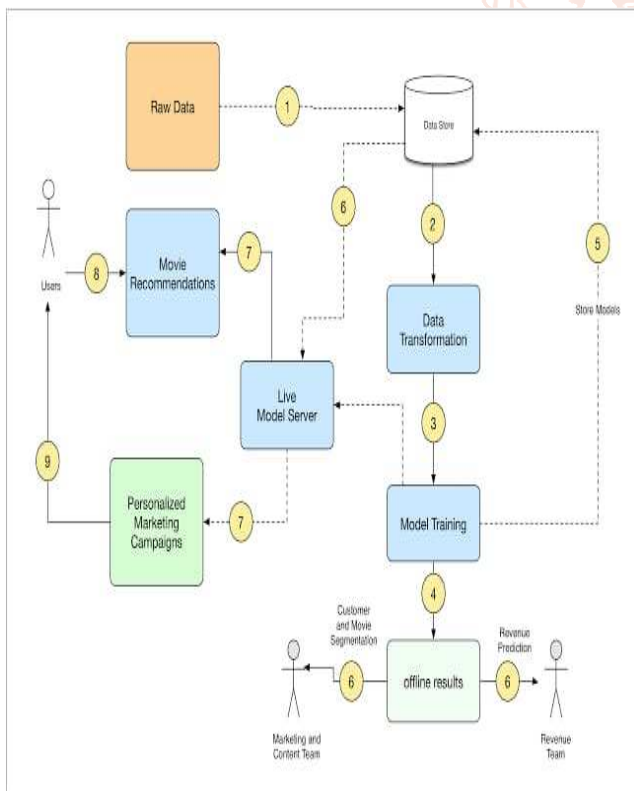 Raw Data
1
Data Store
6
2
7
5
8
Movie
Recommendations
Users
Store Models
Data
Transformation
Live
Model Server
3
9
Personalized
Marketing
Campaigns
7
Model Training
4
Customer
and Movie
Segmentation
Revenue
Prediction
6
offline results
6
Marketing and
Content Team
Revenue
Team